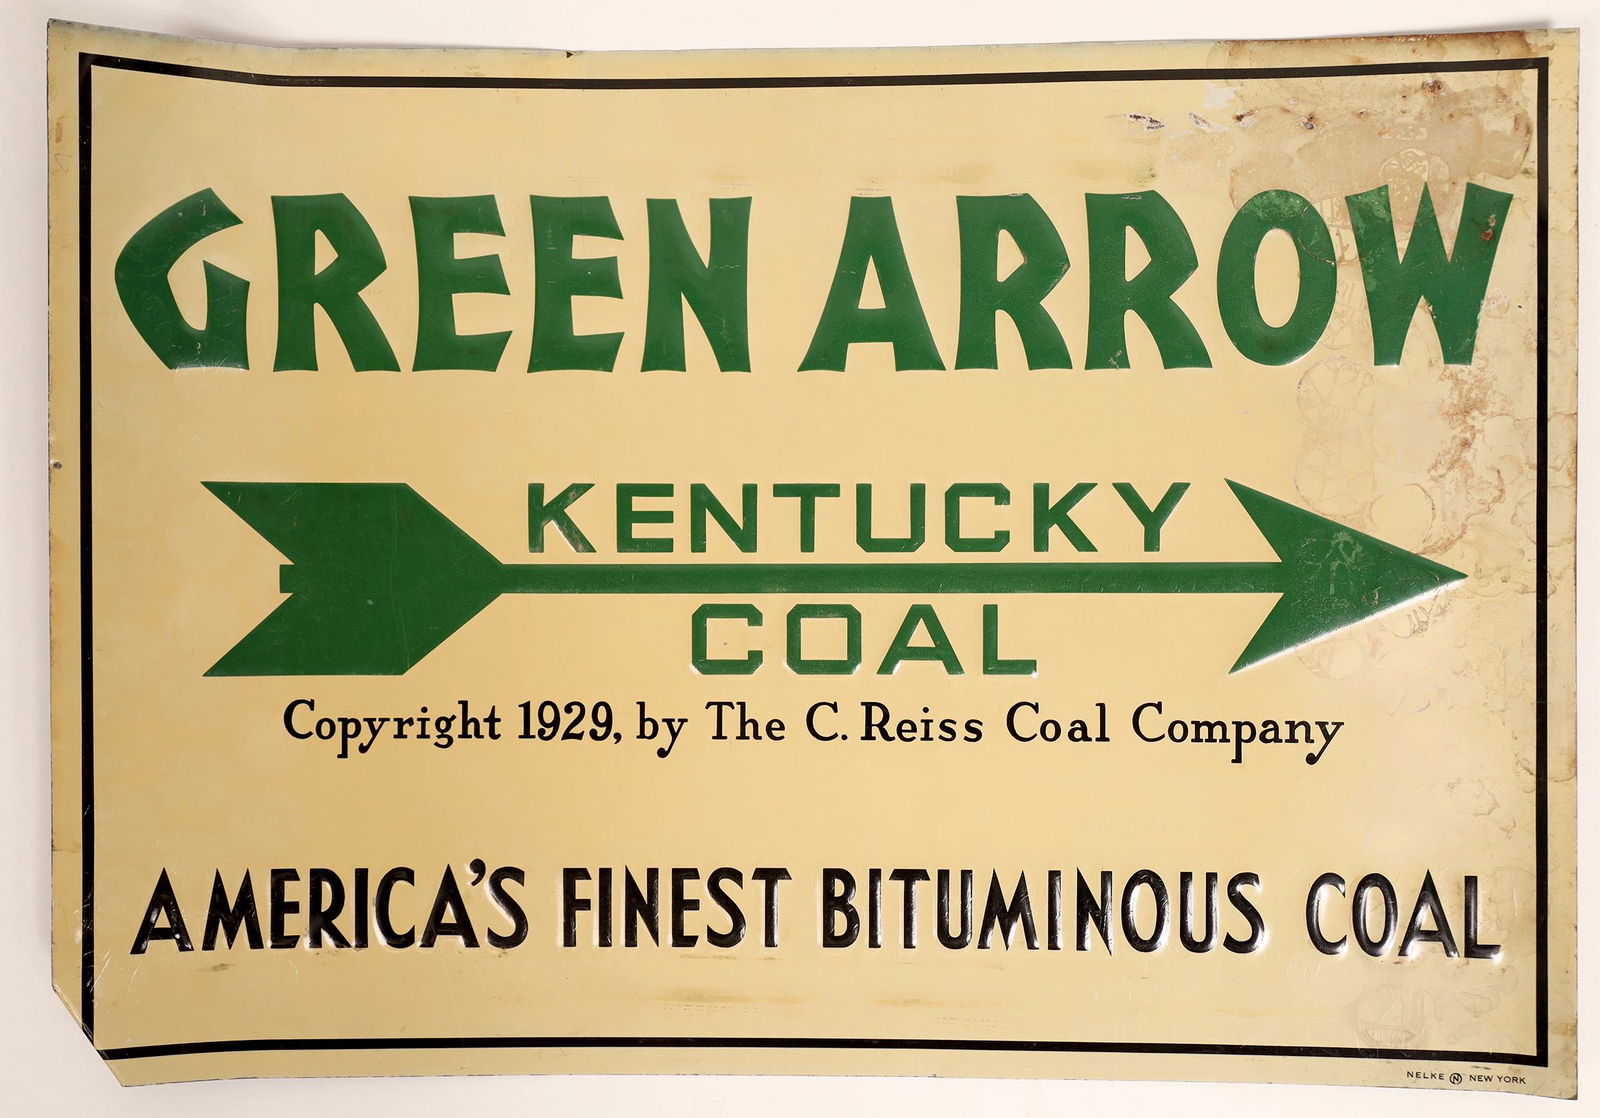 GREEN ARROW
KENTUCKY
COAL
Copyright 1929, by The C. Reiss Coal Company
AMERICA'S FINEST BITUMINOUS COAL
NELKE N NEW YORK